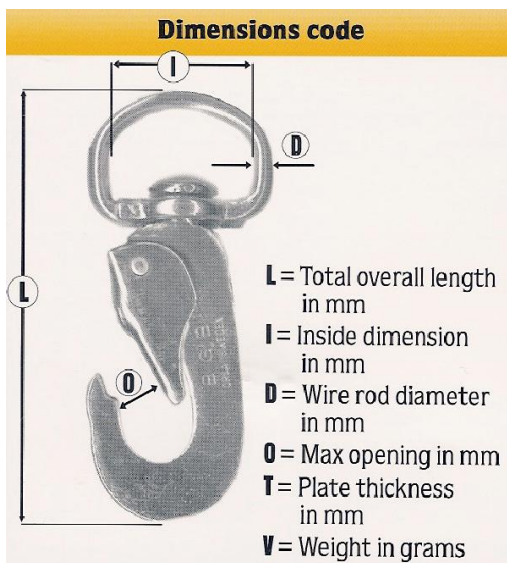 Dimensions code
I
D
L
O
L = Total overall length
in mm
I = Inside dimension
in mm
D = Wire rod diameter
in mm
O = Max opening in mm
T = Plate thickness
in mm
V = Weight in grams